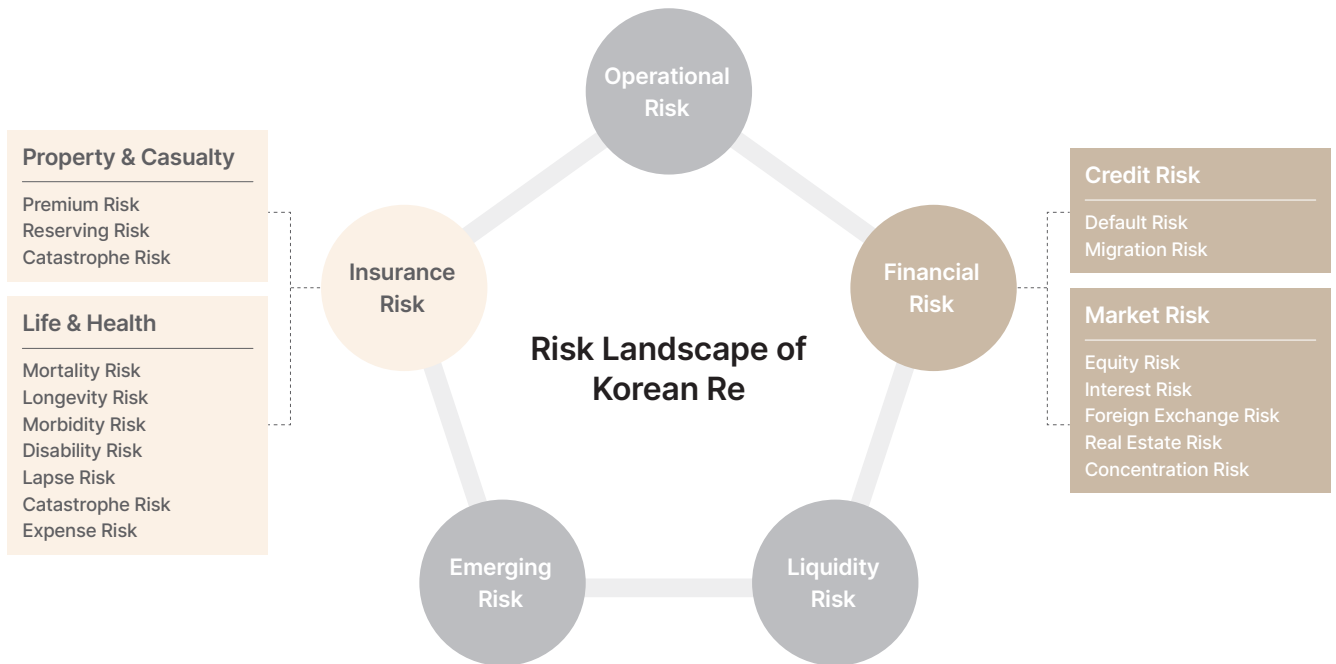 Operational
Risk
Property & Casualty
Premium Risk
Reserving Risk
Catastrophe Risk
Life & Health
Mortality Risk
Longevity Risk
Morbidity Risk
Disability Risk
Lapse Risk
Catastrophe Risk
Expense Risk
Insurance
Risk
Risk Landscape of
Korean Re
Financial
Risk
Credit Risk
Default Risk
Migration Risk
Market Risk
Equity Risk
Interest Risk
Foreign Exchange Risk
Real Estate Risk
Concentration Risk
Emerging
Risk
Liquidity
Risk